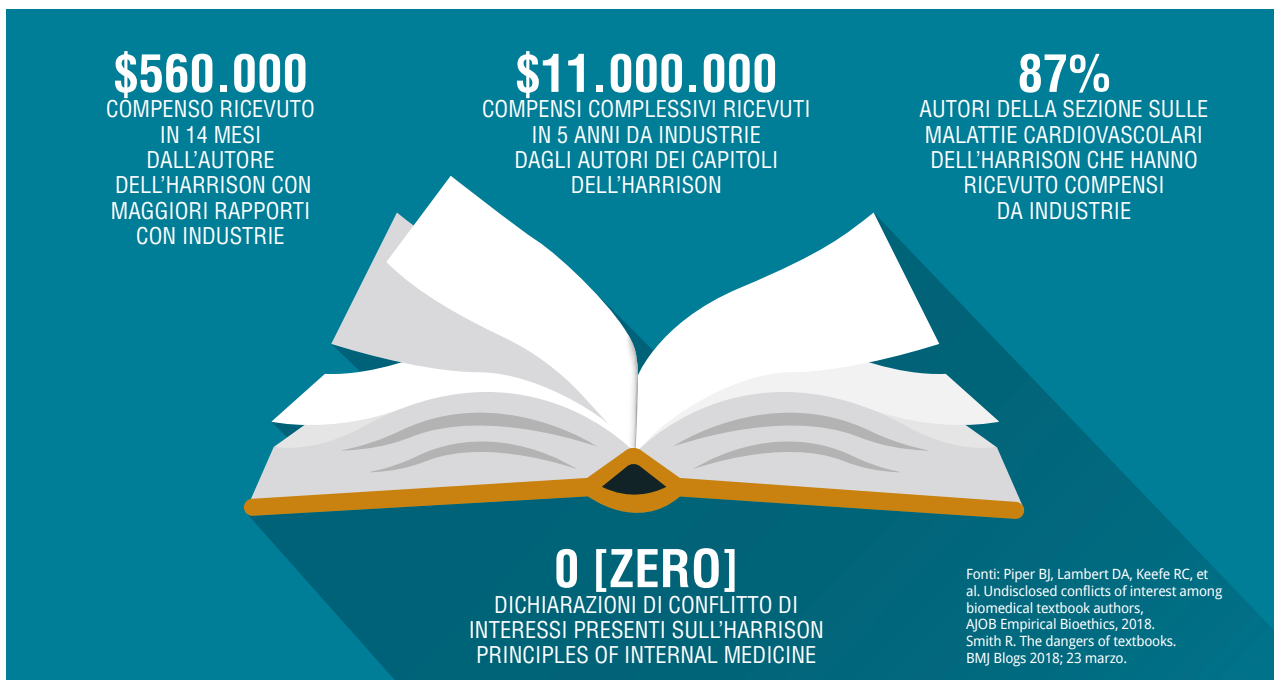 $560.000
COMPENSO RICEVUTO
IN 14 MESI
DALL'AUTORE
DELL'HARRISON CON
MAGGIORI RAPPORTI
CON INDUSTRIE
$11.000.000
COMPENSI COMPLESSIVI RICEVUTI
IN 5 ANNI DA INDUSTRIE
DAGLI AUTORI DEI CAPITOLI
DELL'HARRISON
87%
AUTORI DELLA SEZIONE SULLE
MALATTIE CARDIOVASCOLARI
DELL'HARRISON CHE HANNO
RICEVUTO COMPENSI
DA INDUSTRIE
0 [ZERO]
DICHIARAZIONI DI CONFLITTO DI
INTERESSI PRESENTI SULL'HARRISON
PRINCIPLES OF INTERNAL MEDICINE
Fonti: Piper BJ, Lambert DA, Keefe RC, et
al. Undisclosed conflicts of interest among
biomedical textbook authors,
AJOB Empirical Bioethics, 2018.
Smith R. The dangers of textbooks.
BMJ Blogs 2018; 23 marzo.